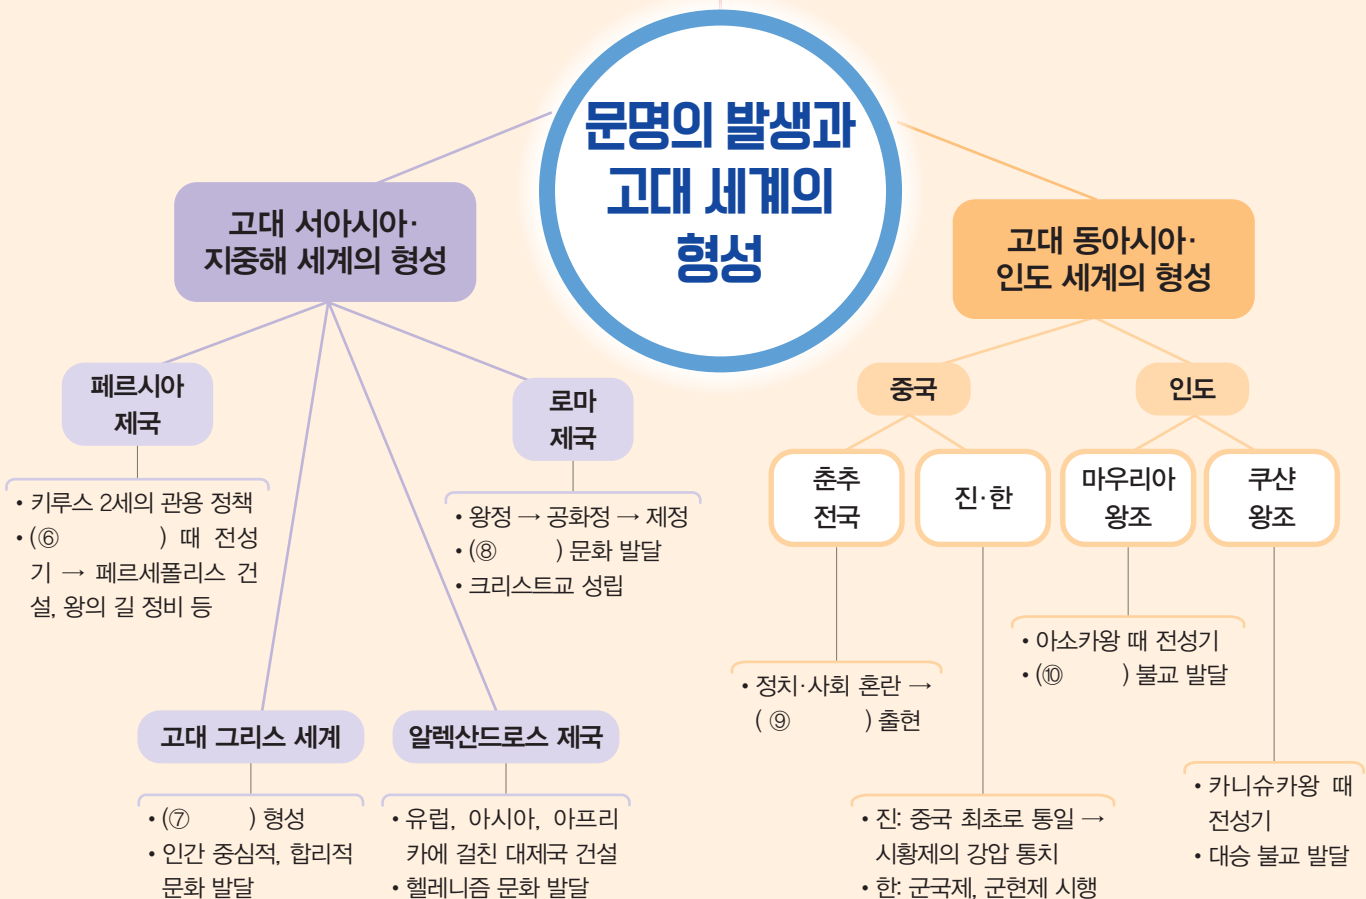 문명의 발생과
고대 세계의
형성
고대 서아시아·
지중해 세계의 형성
페르시아
제국
• 키루스 2세의 관용 정책
• (⑥ ) 때 전성
기 → 페르세폴리스 건
설, 왕의 길 정비 등
로마
제국
• 왕정 → 공화정 → 제정
• (⑧ ) 문화 발달
• 크리스트교 성립
고대 그리스 세계
• (⑦ ) 형성
• 인간 중심적, 합리적
문화 발달
알렉산드로스 제국
• 유럽, 아시아, 아프리
카에 걸친 대제국 건설
• 헬레니즘 문화 발달
고대 동아시아·
인도 세계의 형성
중국
춘추
전국
• 정치·사회 혼란 →
( ⑨ ) 출현
진·한
• 진: 중국 최초로 통일 →
시황제의 강압 통치
• 한: 군국제, 군현제 시행
인도
마우리아
왕조
• 아소카왕 때 전성기
• (⑩ ) 불교 발달
쿠샨
왕조
• 카니슈카왕 때
전성기
• 대승 불교 발달